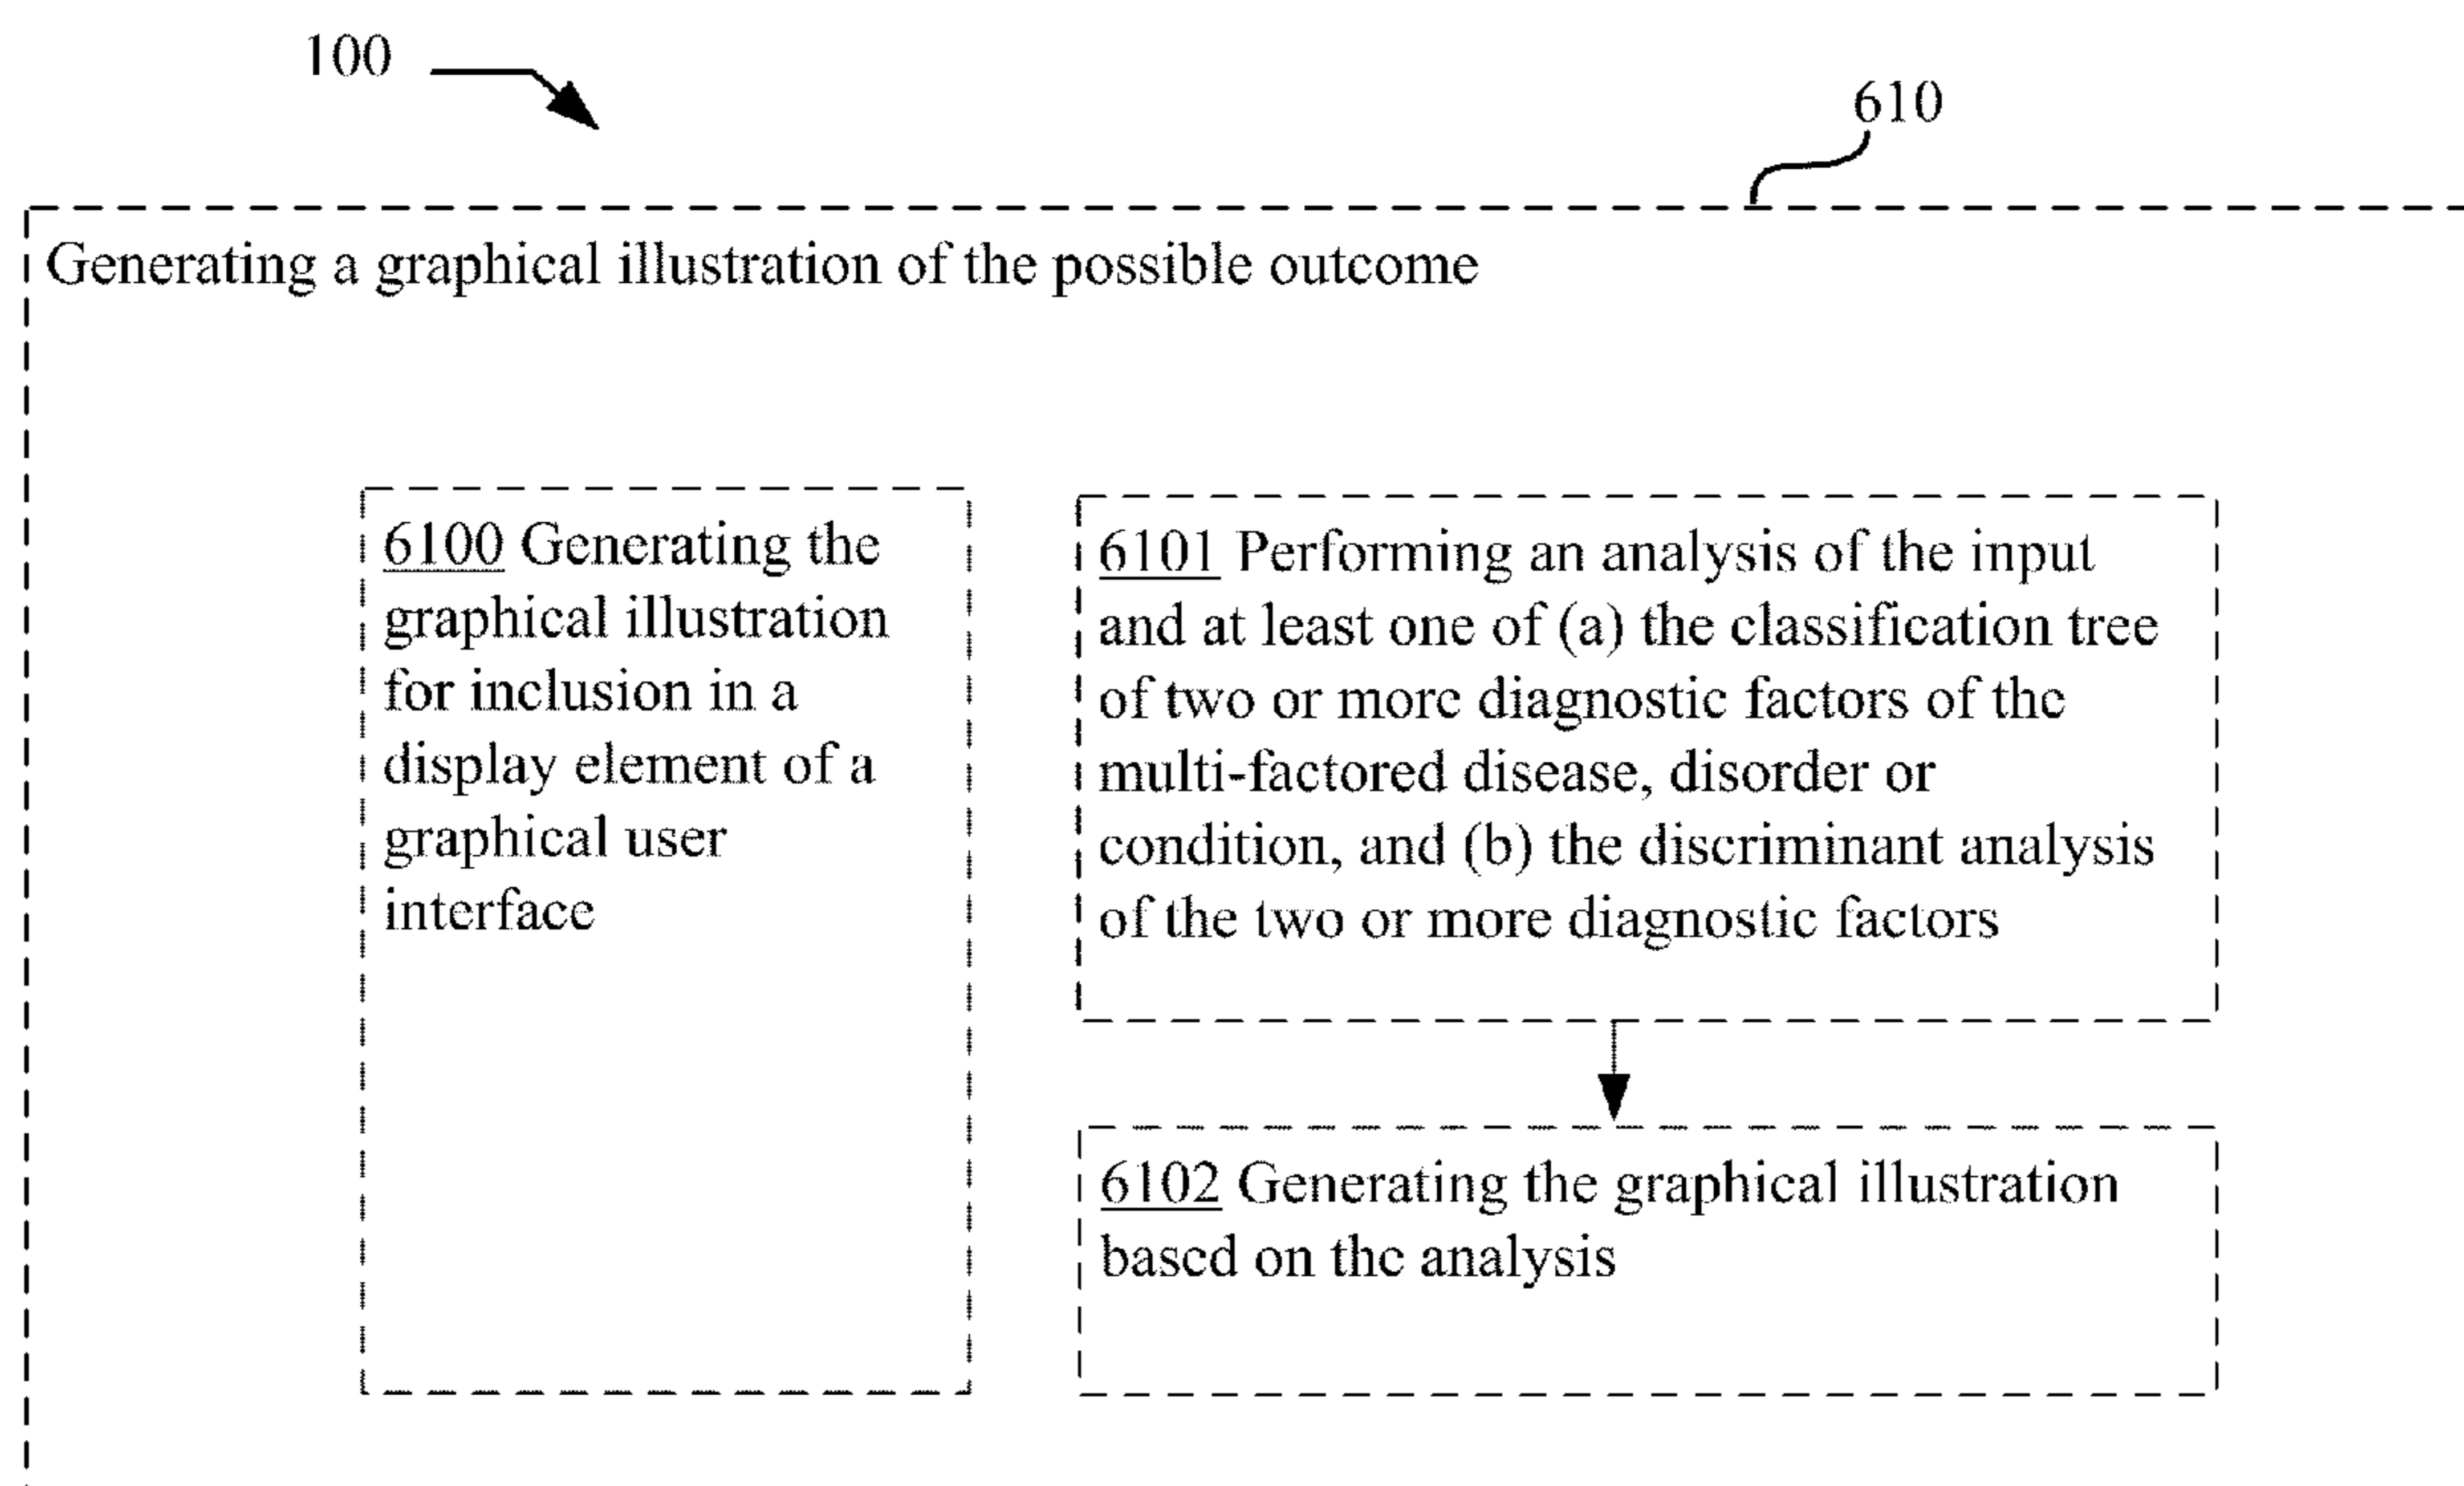 100
610
Generating a graphical illustration of the possible outcome
6100 Generating the
graphical illustration
for inclusion in a
display element of a
graphical user
interface
6101 Performing an analysis of the input
and at least one of (a) the classification tree
of two or more diagnostic factors of the
multi-factored disease, disorder or
condition, and (b) the discriminant analysis
of the two or more diagnostic factors
6102 Generating the graphical illustration
based on the analysis